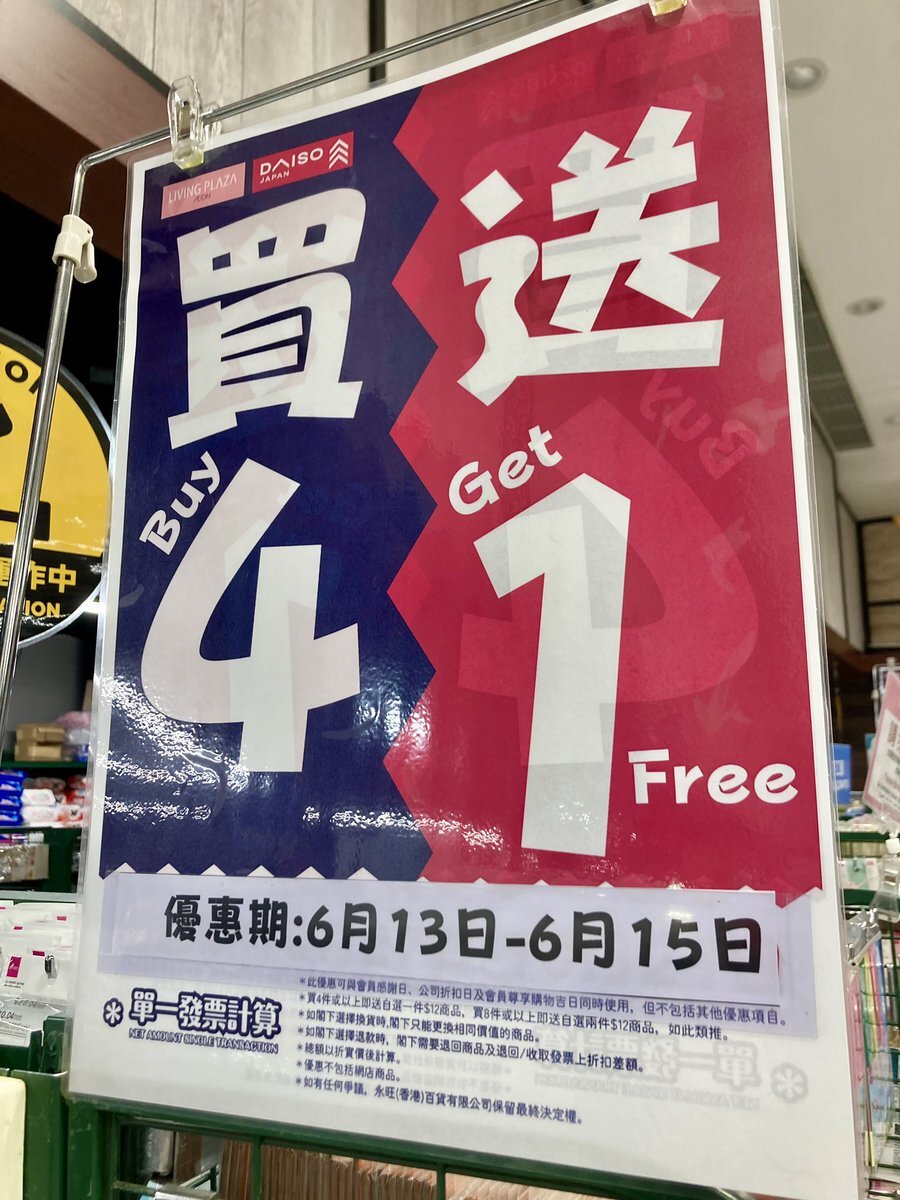 LIVING PLAZA
AEON
DAISO
JAPAN
買
送
Buy
4
Get
1
Free
優惠期:6月13日-6月15日
*單一發票計算
NET AMOUNT SINGLE TRANSACTION
*此優惠可與會員感謝日、公司折扣日及會員尊享購物吉日同時使用，但不包括其他優惠項目。
*買4件或以上即送自選一件$12商品，買8件或以上即送自選兩件$12商品，如此類推。
*如閣下選擇換貨時,閣下只能更換相同價值的商品。
*如閣下選擇退款時，閣下需要退回商品及退回/收取發票上折扣差額。
*總額以折實價後計算。
*優惠不包括網店商品。
*如有任何爭議，永旺(香港)百貨有限公司保留最終決定權。
作中